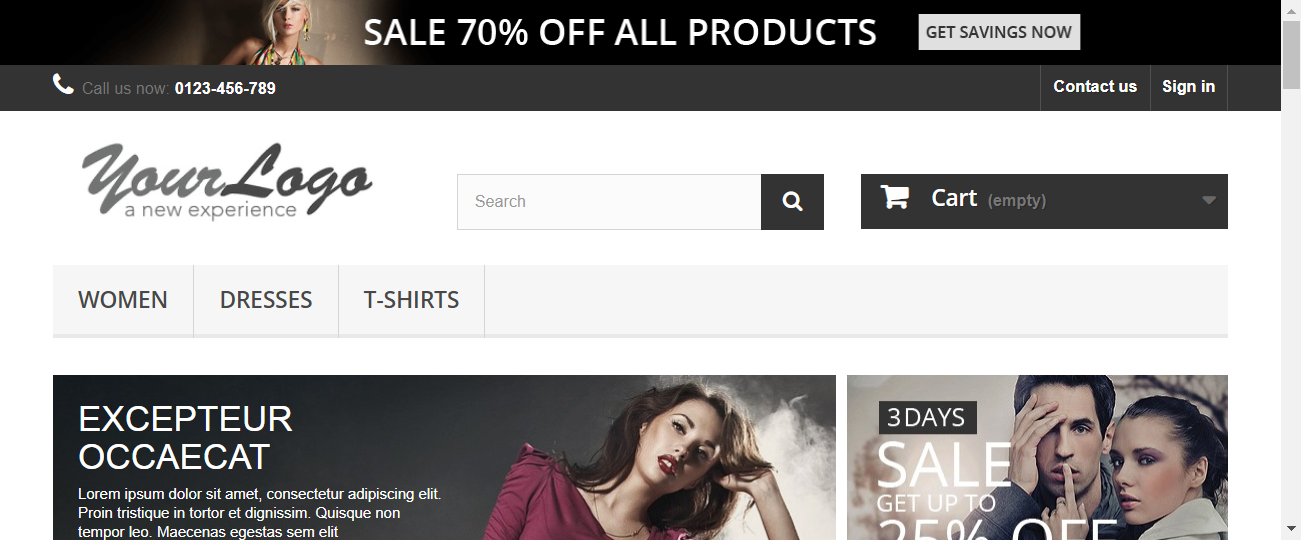 SALE 70% OFF ALL PRODUCTS GET SAVINGS NOW
Call us now: 0123-456-789 Contact us Sign in
YourLogo
a new experience
Search
Cart (empty)
WOMEN DRESSES T-SHIRTS
EXCEPTEUR
OCCAECAT
Lorem ipsum dolor sit amet, consectetur adipiscing elit.
Proin tristique in tortor et dignissim. Quisque non
tempor leo. Maecenas egestas sem elit
3 DAYS
SALE
GET UP TO
25% OFF